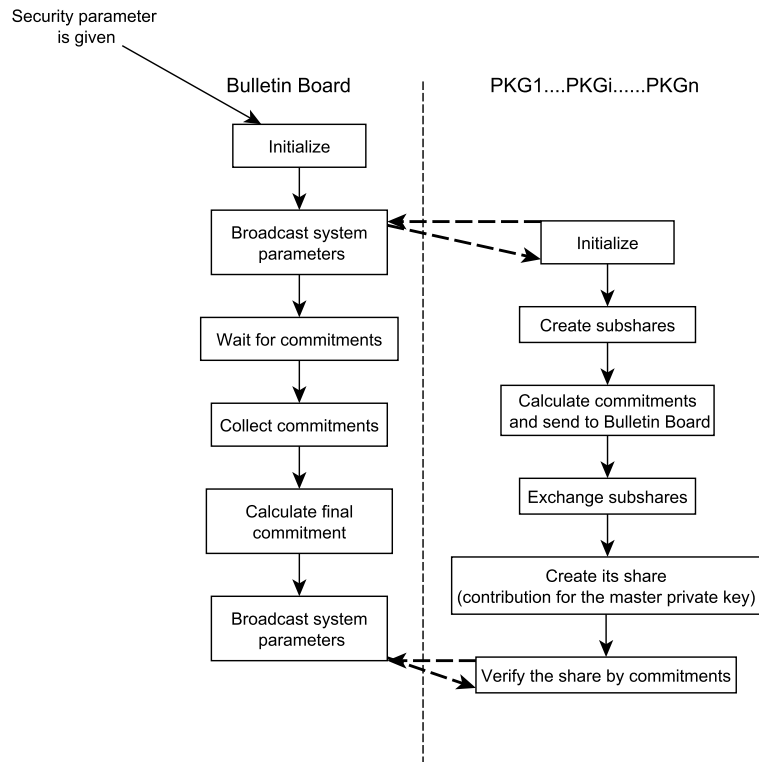 Security parameter
is given
Bulletin Board
PKG1....PKGi......PKGn
Initialize
Broadcast system
parameters
Initialize
Wait for commitments
Create subshares
Collect commitments
Calculate commitments
and send to Bulletin Board
Calculate final
commitment
Exchange subshares
Create its share
(contribution for the master private key)
Broadcast system
parameters
Verify the share by commitments